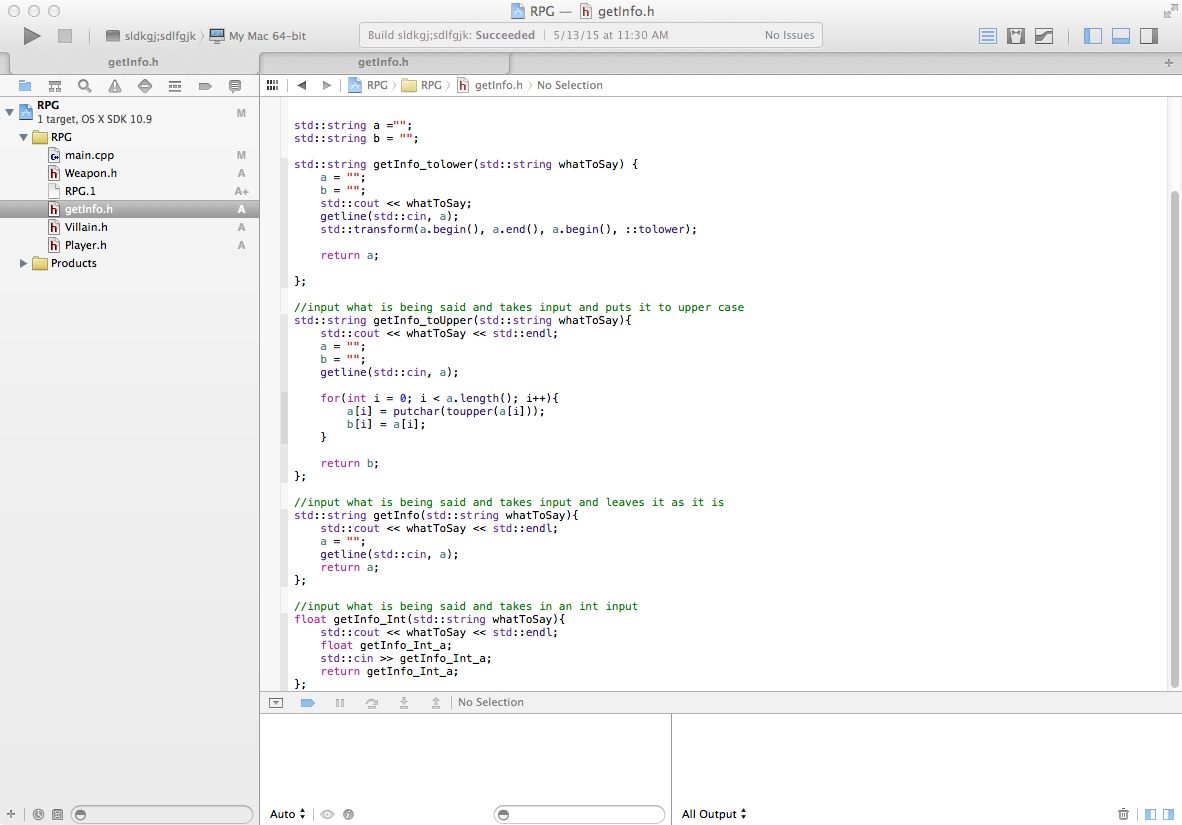 RPG — getInfo.h
sldkgj;sdlfgjk 〉 My Mac 64-bit
Build sldkgj;sdlfgjk: Succeeded | 5/13/15 at 11:30 AM
No Issues
getInfo.h
getInfo.h
RPG 〉 RPG 〉 getInfo.h 〉 No Selection
RPG
1 target, OS X SDK 10.9
M
RPG
main.cpp M
Weapon.h A
RPG.1 A+
getInfo.h A
Villain.h A
Player.h A
Products
std::string a ="";
std::string b = "";
std::string getInfo_tolower(std::string whatToSay) {
a = "";
b = "";
std::cout << whatToSay;
getline(std::cin, a);
std::transform(a.begin(), a.end(), a.begin(), ::tolower);
return a;
};
//input what is being said and takes input and puts it to upper case
std::string getInfo_toUpper(std::string whatToSay){
std::cout << whatToSay << std::endl;
a = "";
b = "";
getline(std::cin, a);
for(int i = 0; i < a.length(); i++){
a[i] = putchar(toupper(a[i]));
b[i] = a[i];
}
return b;
};
//input what is being said and takes input and leaves it as it is
std::string getInfo(std::string whatToSay){
std::cout << whatToSay << std::endl;
a = "";
getline(std::cin, a);
return a;
};
//input what is being said and takes in an int input
float getInfo_Int(std::string whatToSay){
std::cout << whatToSay << std::endl;
float getInfo_Int_a;
std::cin >> getInfo_Int_a;
return getInfo_Int_a;
};
No Selection
Auto
All Output